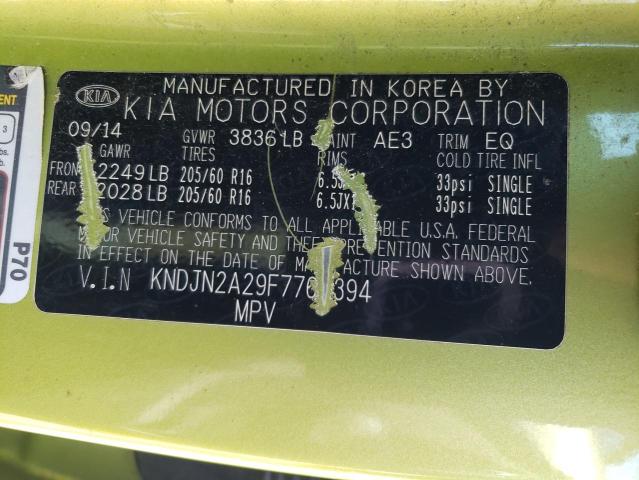 MANUFACTURED IN KOREA BY
KIA KIA MOTORS CORPORATION
09/14 GVWR 3836 LB AE3 TRIM EQ
GAWR TIRES RIMS COLD TIRE INFL
FRONT 2249 LB 205/60 R16 33psi SINGLE
REAR 2028 LB 205/60 R16 6.5JX 33psi SINGLE
VEHICLE CONFORMS TO ALL APPLICABLE U.S.A. FEDERAL
MOTOR VEHICLE SAFETY AND THEFT PREVENTION STANDARDS
IN EFFECT ON THE DATE OF MANUFACTURE SHOWN ABOVE.
V.I.N
MPV
P70
3